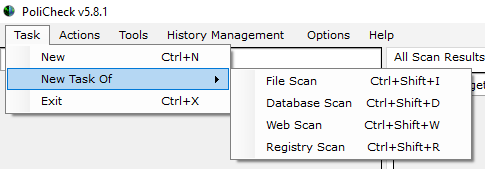 PoliCheck v5.8.1
Task Actions Tools History Management Options Help
New Ctrl+N All Scan Results
New Task Of
File Scan Ctrl+Shift+I
Exit Ctrl+X
Database Scan Ctrl+Shift+D
Web Scan Ctrl+Shift+W
Registry Scan Ctrl+Shift+R